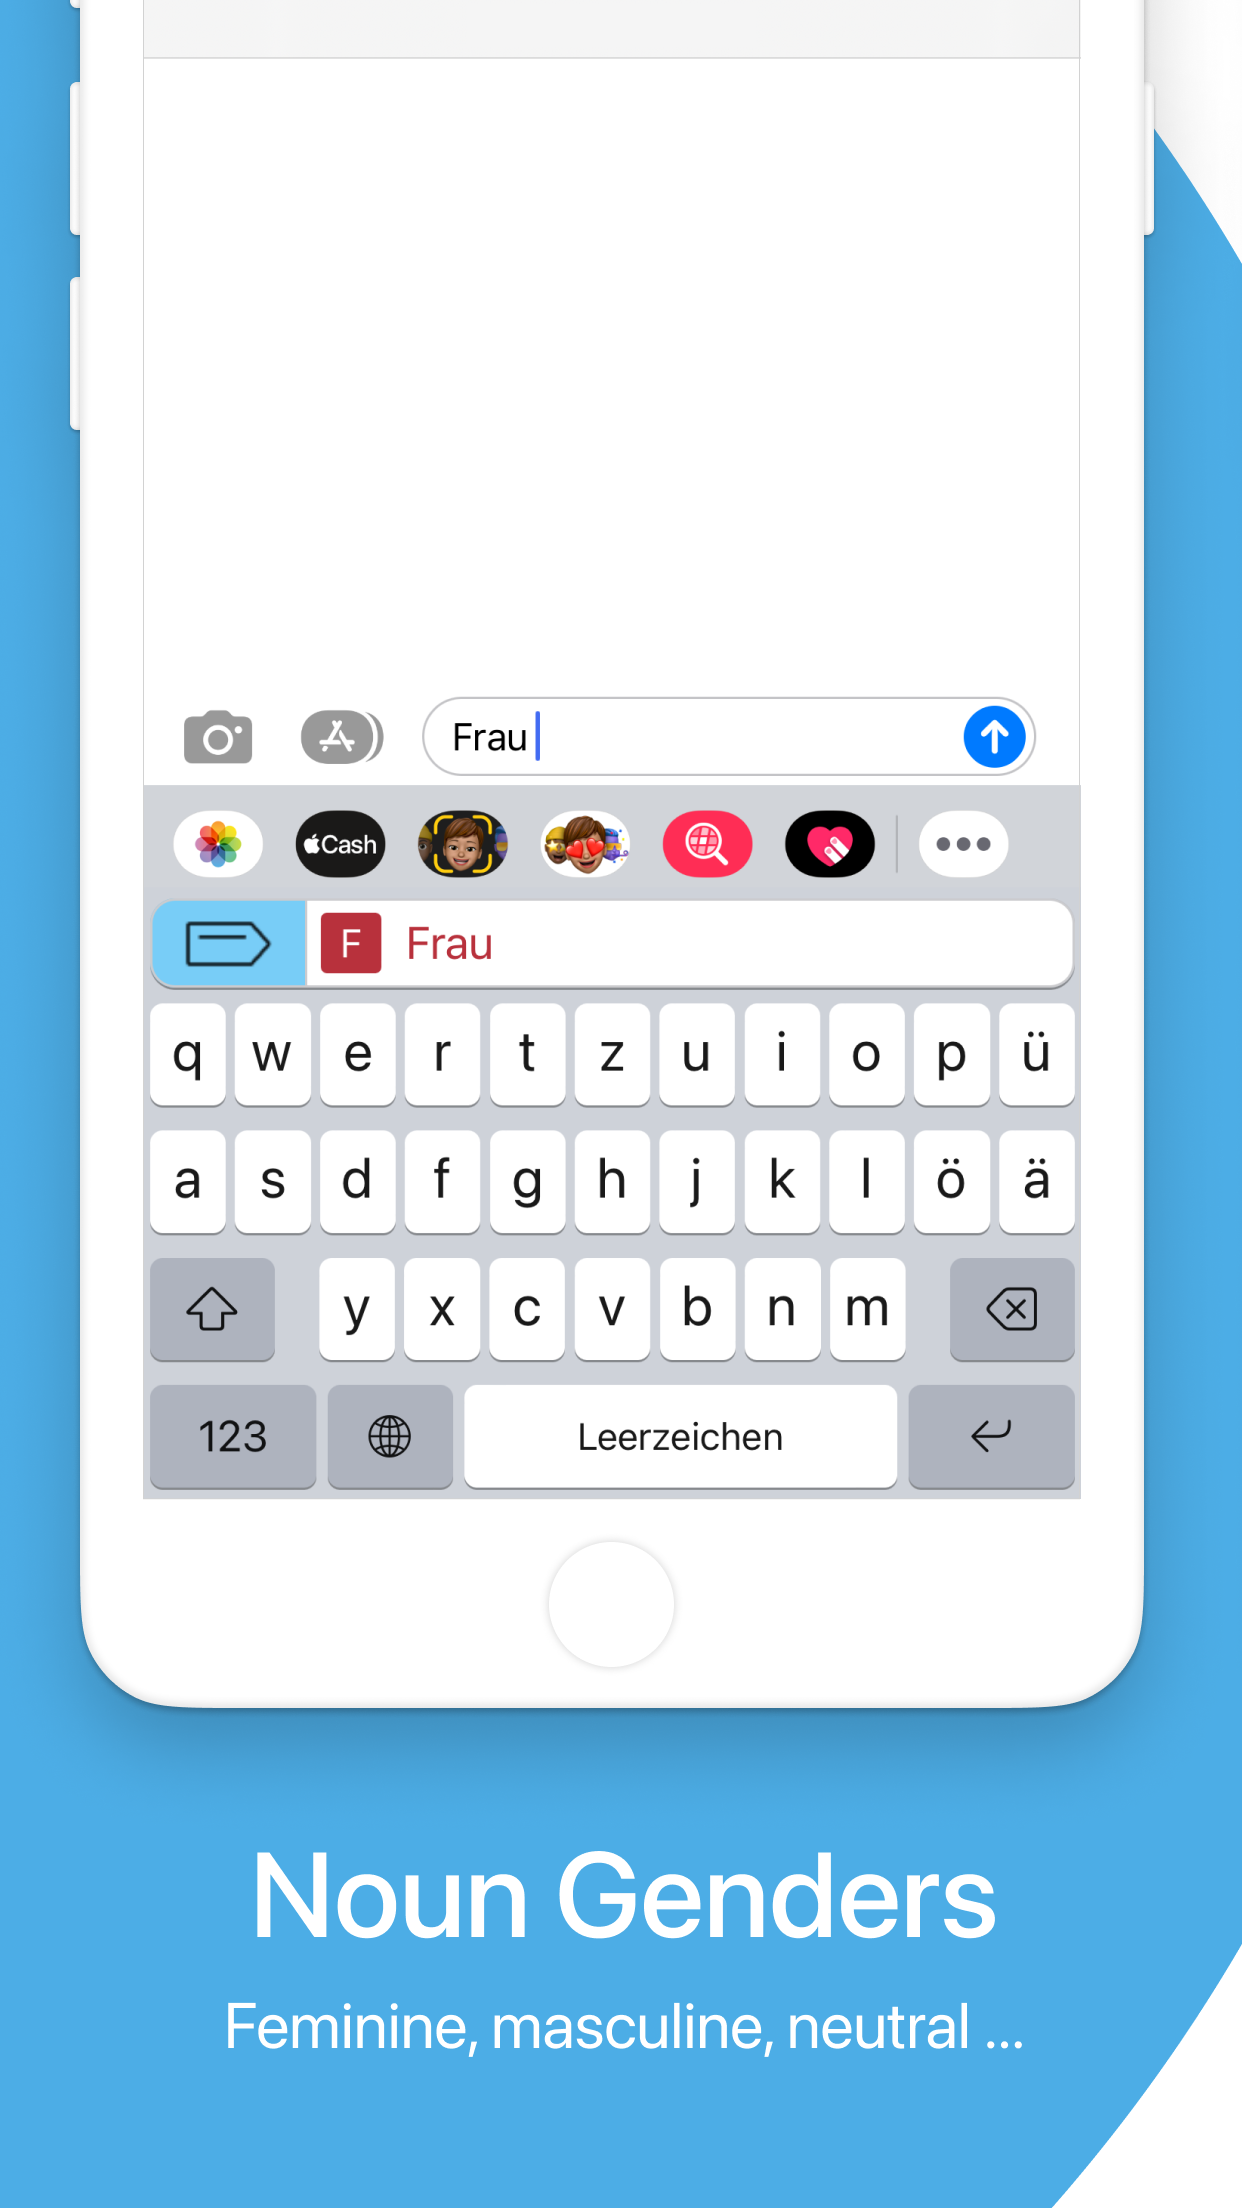 Frau
Cash
F Frau
q w e r t z u i o p ü
a s d f g h j k l ö ä
y x c v b n m
123 Leerzeichen
Noun Genders
Feminine, masculine, neutral ...